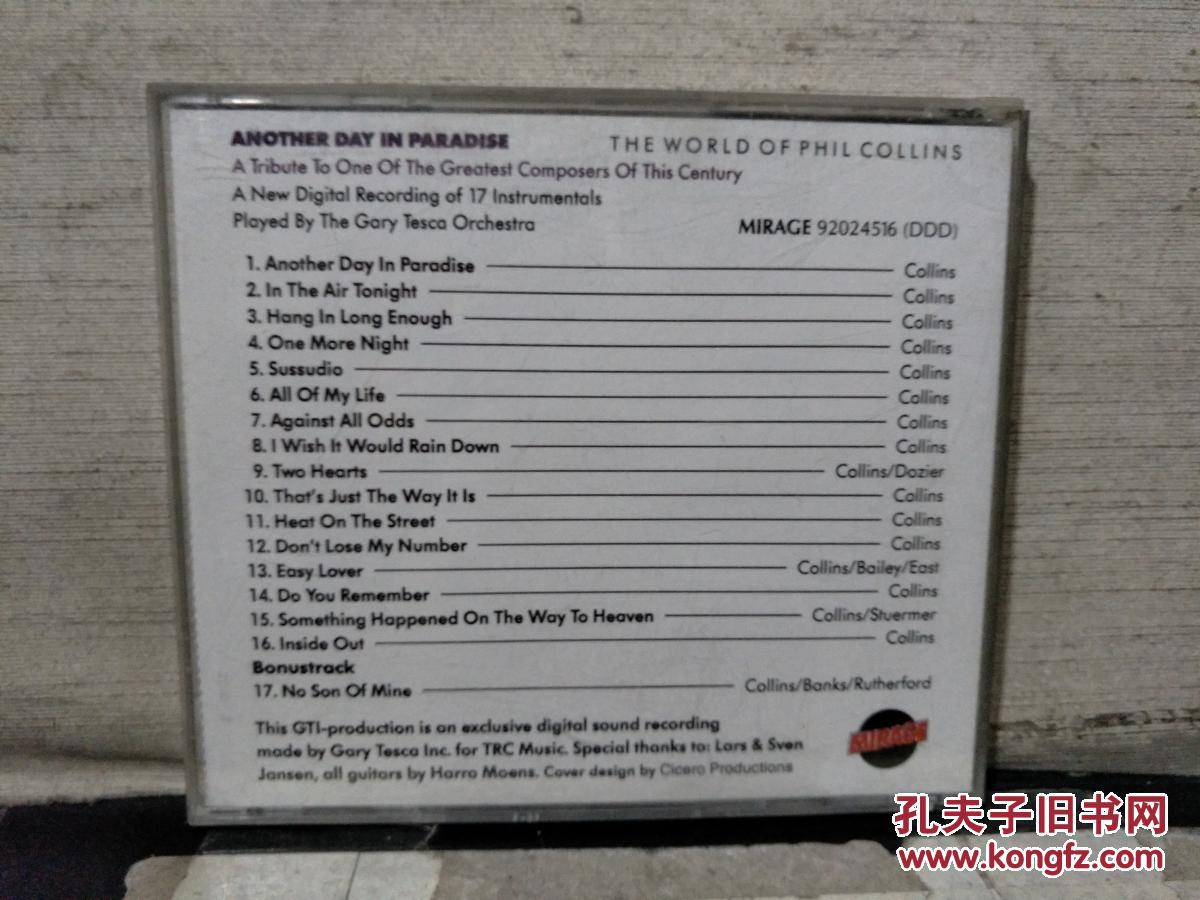 ANOTHER DAY IN PARADISE THE WORLD OF PHIL COLLINS
A Tribute To One Of The Greatest Composers Of This Century
A New Digital Recording of 17 Instrumentals
Played By The Gary Tesca Orchestra MIRAGE 92024516 (DDD)
1. Another Day In Paradise Collins
2. In The Air Tonight Collins
3. Hang In Long Enough Collins
4. One More Night Collins
5. Sussudio Collins
6. All Of My Life Collins
7. Against All Odds Collins
8. I Wish It Would Rain Down Collins
9. Two Hearts Collins/Dozier
10. That's Just The Way It Is Collins
11. Heat On The Street Collins
12. Don't Lose My Number Collins
13. Easy Lover Collins/Bailey/East
14. Do You Remember Collins
15. Something Happened On The Way To Heaven Collins/Stuermer
16. Inside Out Collins
Bonustrack
17. No Son Of Mine Collins/Banks/Rutherford
This GTI-production is an exclusive digital sound recording
made by Gary Tesca Inc. for TRC Music. Special thanks to: Lars & Sven
Jansen, all guitars by Harro Moens. Cover design by Cicero Productions
MIRAGE
孔夫子旧书网
www.kongfz.com